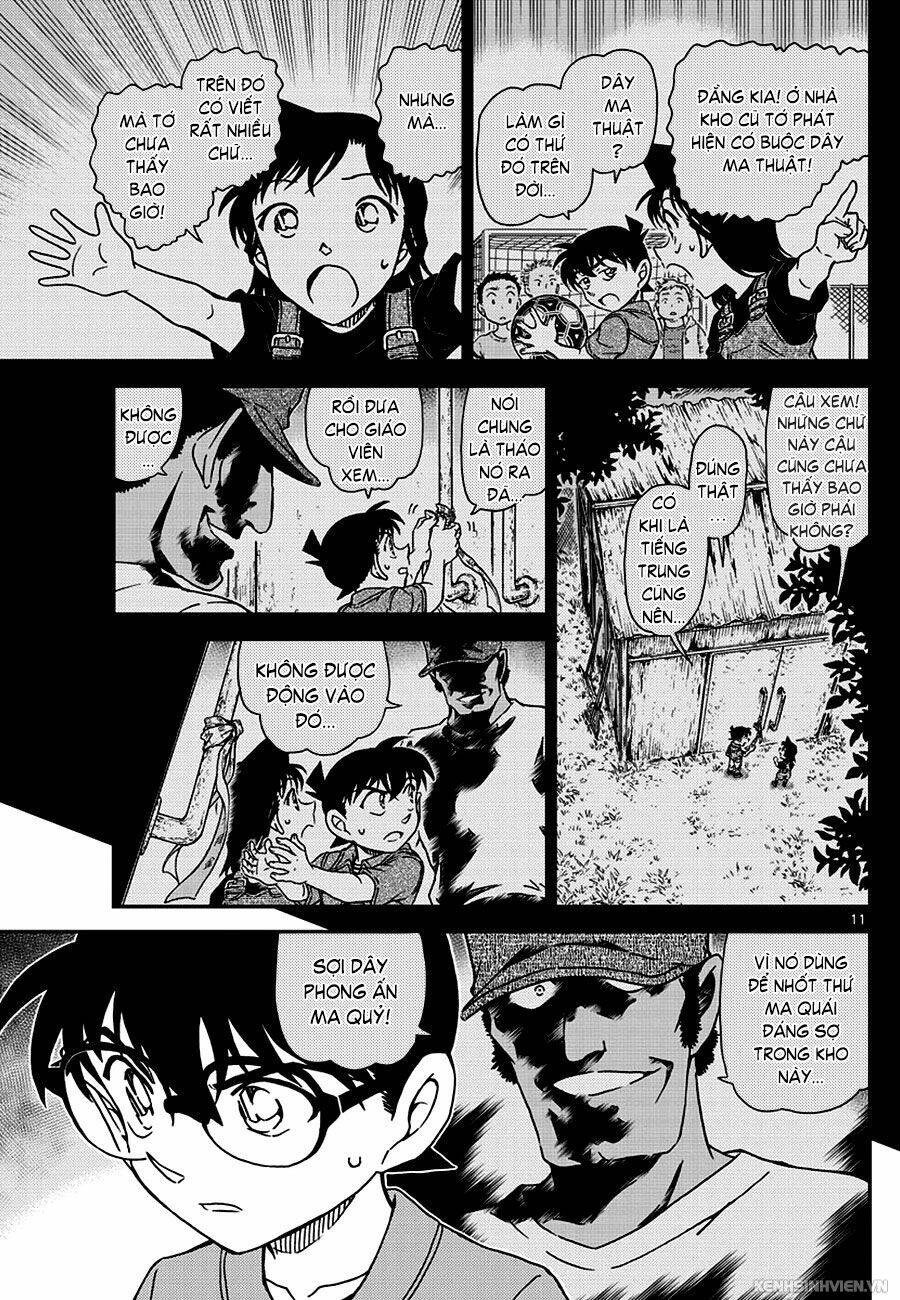 ĐẰNG KIA! Ở NHÀ
KHO CŨ TỚ PHÁT
HIỆN CÓ BUỘC DÂY
MA THUẬT!
DÂY
MA
THUẬT
?
LÀM GÌ
CÓ THỨ
ĐÓ TRÊN
ĐỜI...
NHƯNG
MÀ...
TRÊN ĐÓ
CÓ VIẾT
RẤT NHIỀU
CHỮ...
MÀ TỚ
CHƯA
THẤY
BAO
GIỜ!
CẬU XEM!
NHỮNG CHỮ
NÀY CẬU
CŨNG CHƯA
THẤY BAO
GIỜ PHẢI
KHÔNG?
ĐÚNG
THẬT
...
CÓ
KHI LÀ
TIẾNG
TRUNG
CŨNG
NÊN...
NÓI
CHUNG
LÀ THÁO
NÓ RA
ĐÃ...
RỒI ĐƯA
CHO GIÁO
VIÊN
XEM...
KHÔNG
ĐƯỢC
...
KHÔNG ĐƯỢC
ĐỘNG VÀO
ĐÓ...
11
VÌ NÓ DÙNG
ĐỂ NHỐT THỨ
MA QUÁI
ĐÁNG SỢ
TRONG KHO
NÀY...
SỢI DÂY
PHONG ẤN
MA QUỶ!
KENHSINHVIEN.VN